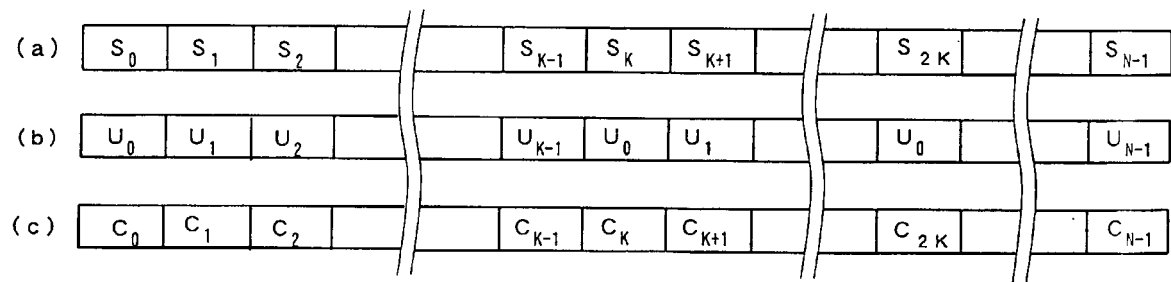 (a) S0 S1 S2 SK-1 SK SK+1 S2K SN-1
(b) U0 U1 U2 UK-1 U0 U1 U0 UN-1
(c) C0 C1 C2 CK-1 CK CK+1 C2K CN-1